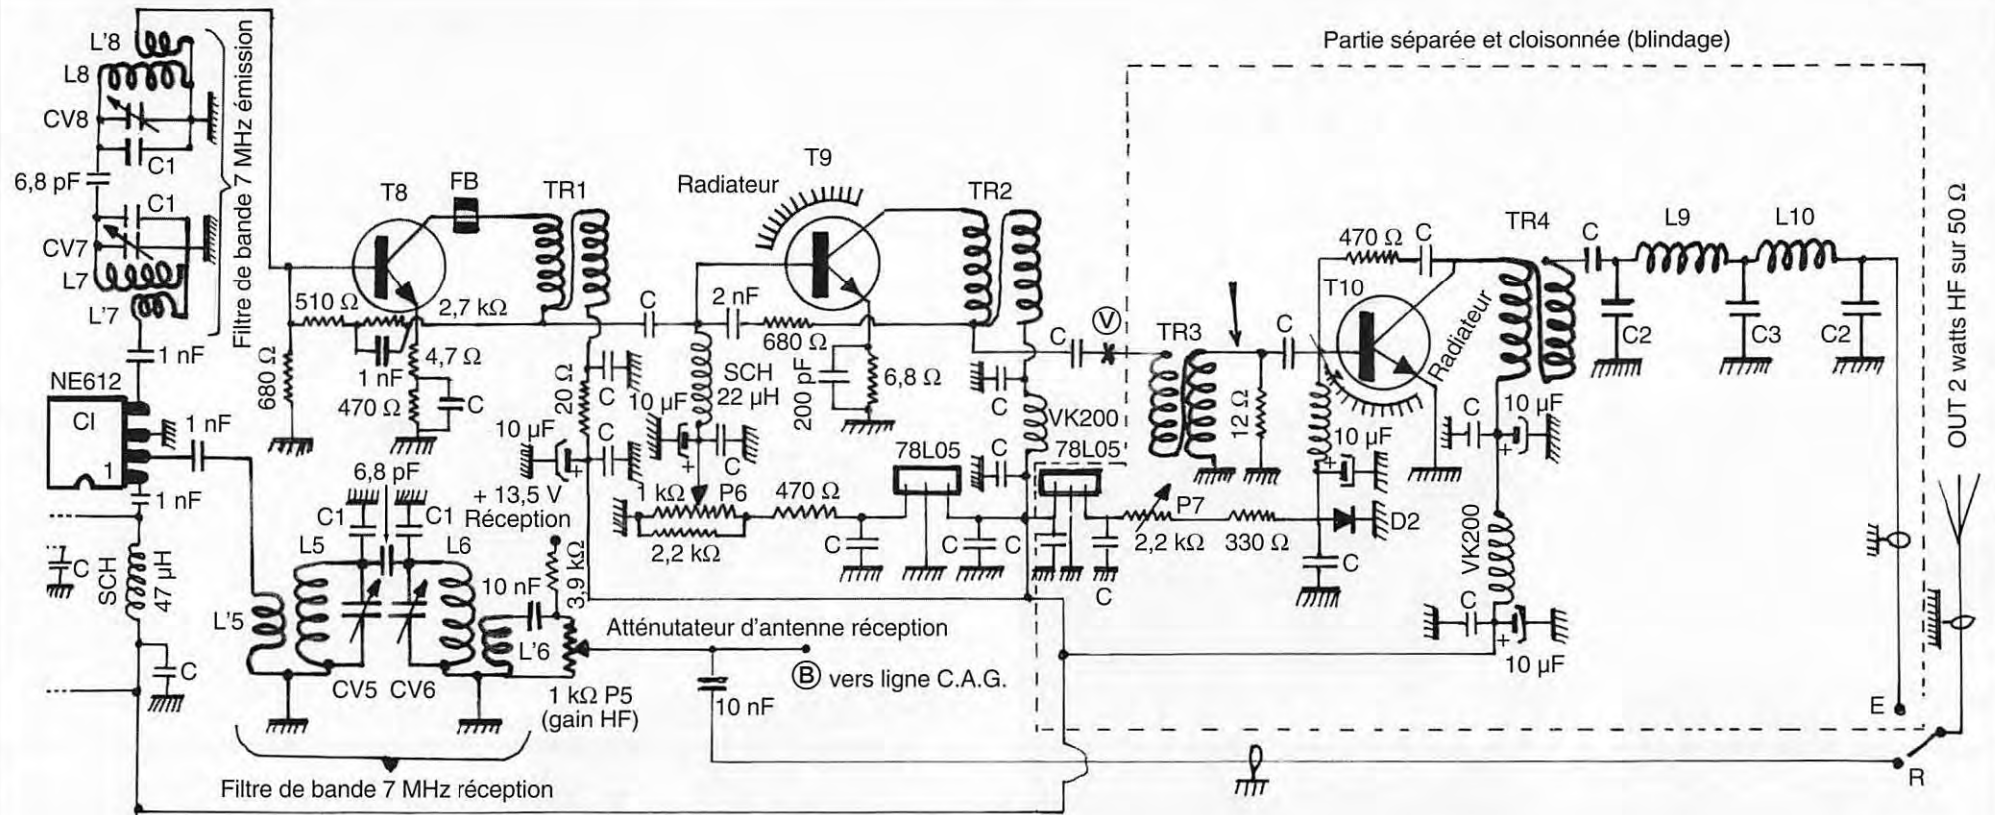 Partie séparée et cloisonnée (blindage)
L'8
L8
CV8
C1
6,8 pF
C1
CV7
L7
L'7
Filtre de bande 7 MHz émission
1 nF
NE612
CI
1
1 nF
1 nF
C
SCH
47 µH
C
T8
FB
TR1
510 Ω
2,7 kΩ
680 Ω
1 nF
4,7 Ω
470 Ω
C
10 µF
+
20 Ω
C
C
C
T9
Radiateur
TR2
2 nF
680 Ω
SCH
22 µH
10 µF
+
C
200 pF
6,8 Ω
C
VK200
C
C
V
78L05
78L05
1 kΩ
P6
470 Ω
2,2 kΩ
C
C
C
C
TR3
12 Ω
C
470 Ω
C
T10
Radiateur
TR4
C
L9
L10
C2
C3
C2
10 µF
+
C
10 µF
+
P7
2,2 kΩ
330 Ω
D2
C
VK200
C
+
10 µF
OUT 2 watts HF sur 50 Ω
E
R
6,8 pF
C1
C1
L5
L6
L'5
L'6
CV5
CV6
+ 13,5 V
Réception
10 nF
3,9 kΩ
1 kΩ P5
(gain HF)
Atténutateur d'antenne réception
B vers ligne C.A.G.
10 nF
Filtre de bande 7 MHz réception